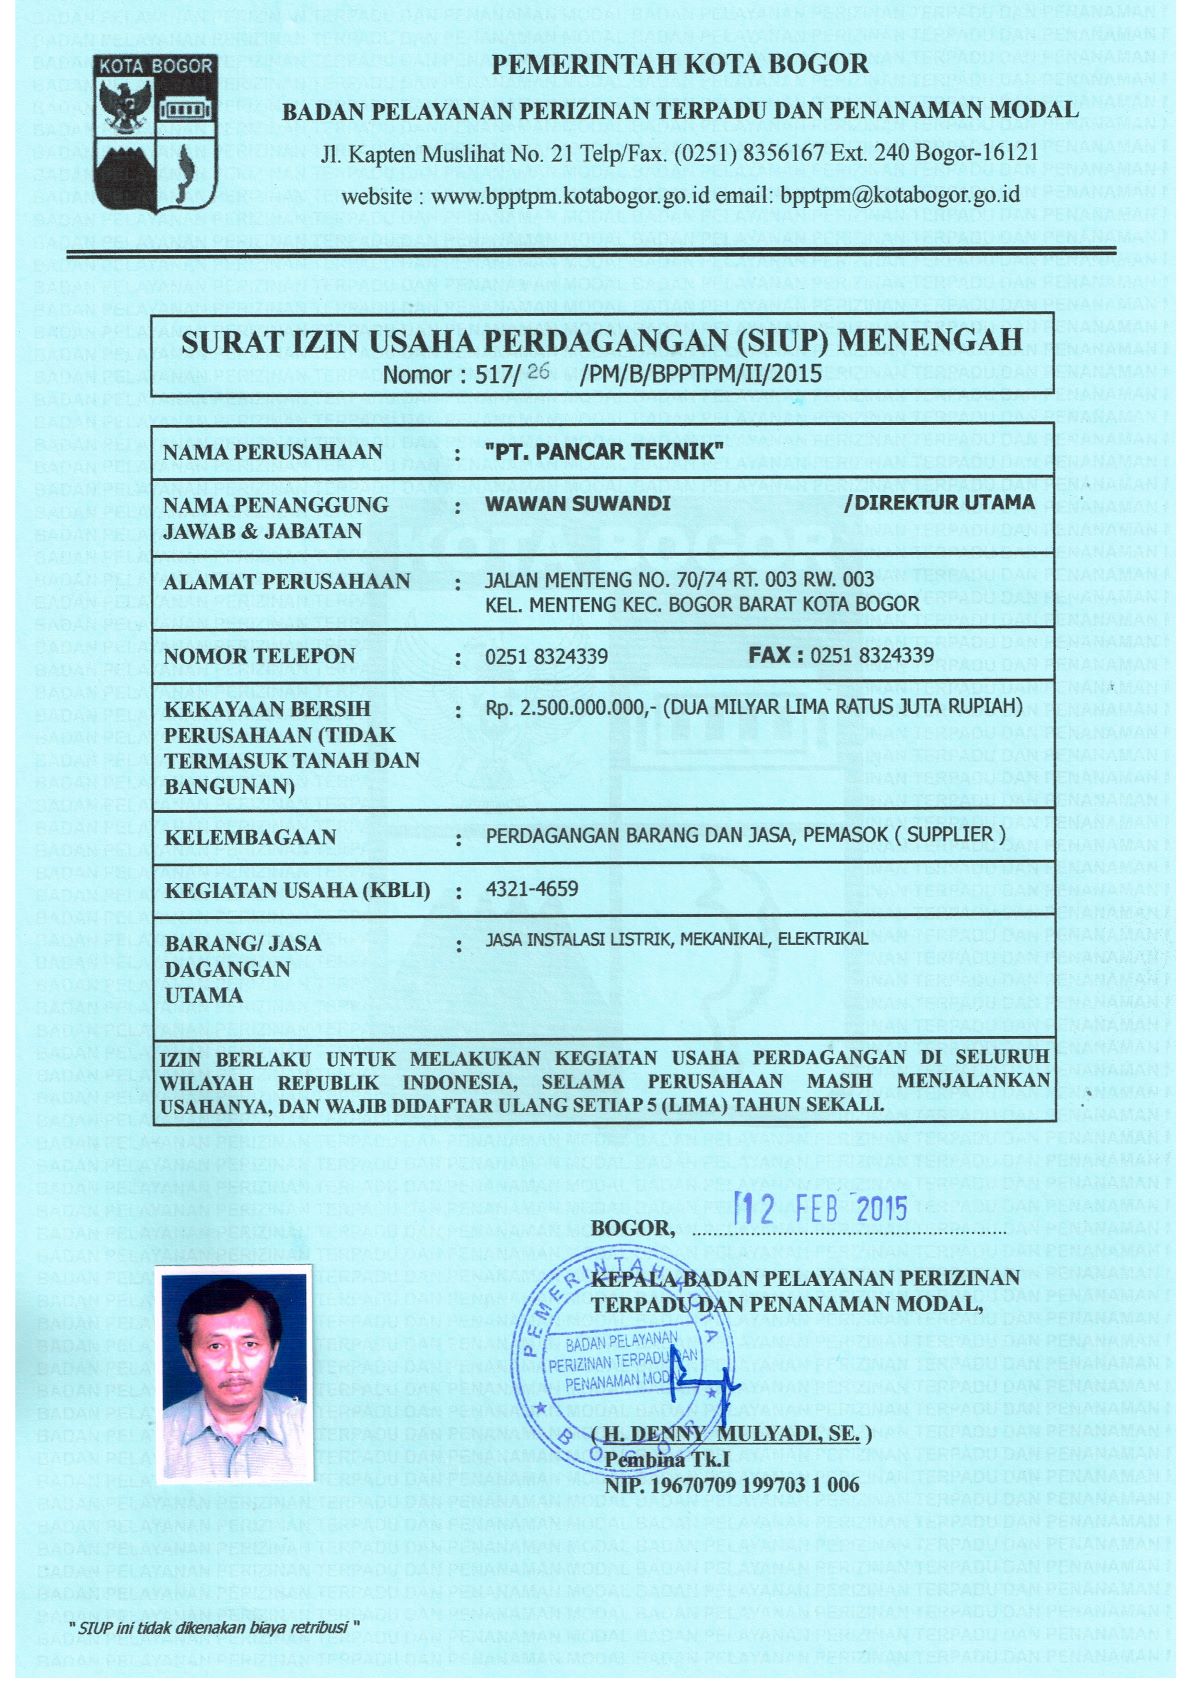 KOTA BOGOR
PEMERINTAH KOTA BOGOR
BADAN PELAYANAN PERIZINAN TERPADU DAN PENANAMAN MODAL
Jl. Kapten Muslihat No. 21 Telp/Fax. (0251) 8356167 Ext. 240 Bogor-16121
website : www.bpptpm.kotabogor.go.id email: bpptpm@kotabogor.go.id
SURAT IZIN USAHA PERDAGANGAN (SIUP) MENENGAH
Nomor : 517/ 26 /PM/B/BPPTPM/II/2015
NAMA PERUSAHAAN : "PT. PANCAR TEKNIK"
NAMA PENANGGUNG : WAWAN SUWANDI /DIREKTUR UTAMA
JAWAB & JABATAN
ALAMAT PERUSAHAAN : JALAN MENTENG NO. 70/74 RT. 003 RW. 003
KEL. MENTENG KEC. BOGOR BARAT KOTA BOGOR
NOMOR TELEPON : 0251 8324339 FAX : 0251 8324339
KEKAYAAN BERSIH : Rp. 2.500.000.000,- (DUA MILYAR LIMA RATUS JUTA RUPIAH)
PERUSAHAAN (TIDAK
TERMASUK TANAH DAN
BANGUNAN)
KELEMBAGAAN : PERDAGANGAN BARANG DAN JASA, PEMASOK ( SUPPLIER )
KEGIATAN USAHA (KBLI) : 4321-4659
BARANG/ JASA : JASA INSTALASI LISTRIK, MEKANIKAL, ELEKTRIKAL
DAGANGAN
UTAMA
IZIN BERLAKU UNTUK MELAKUKAN KEGIATAN USAHA PERDAGANGAN DI SELURUH
WILAYAH REPUBLIK INDONESIA, SELAMA PERUSAHAAN MASIH MENJALANKAN
USAHANYA, DAN WAJIB DIDAFTAR ULANG SETIAP 5 (LIMA) TAHUN SEKALI.
BOGOR, 12 FEB 2015
KEPALA BADAN PELAYANAN PERIZINAN
TERPADU DAN PENANAMAN MODAL,
PEMERINTAH KOTA
BADAN PELAYANAN
PERIZINAN TERPADU DAN
PENANAMAN MODAL
BOGOR
( H. DENNY MULYADI, SE. )
Pembina Tk.I
NIP. 19670709 199703 1 006
" SIUP ini tidak dikenakan biaya retribusi "